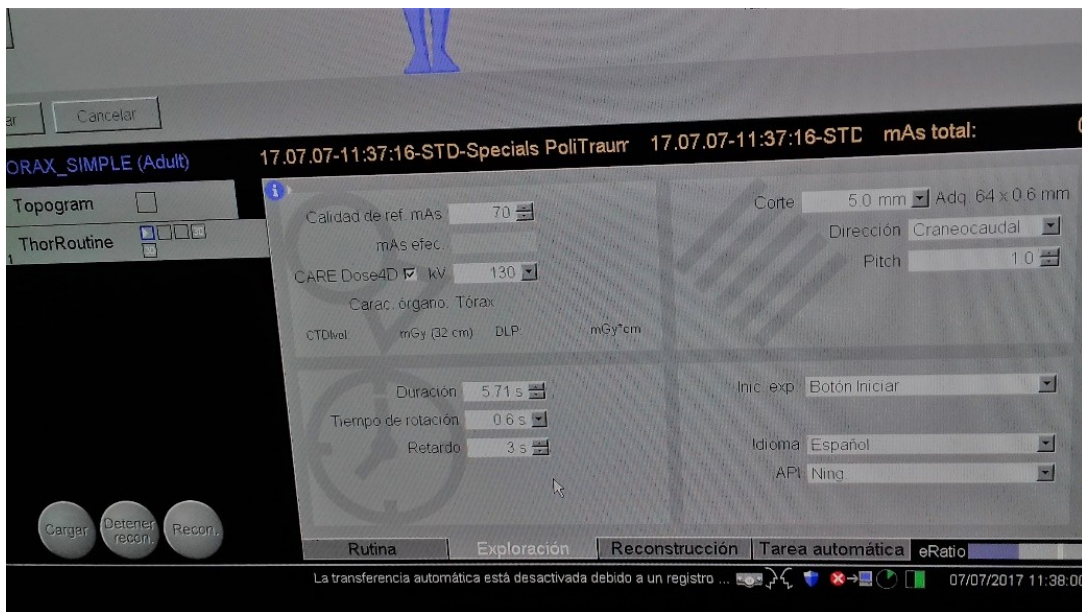 Cancelar
ORAX_SIMPLE (Adult)
17.07.07-11:37:16-STD-Specials PoliTraum
17.07.07-11:37:16-STD
mAs total:
Topogram
ThorRoutine
3D
3D
1
Calidad de ref. mAs 70
mAs efec.
CARE Dose4D kV 130
Carac. órgano. Tórax
CTDIvol mGy (32 cm) DLP: mGy*cm
Corte 5.0 mm Adq. 64 x 0.6 mm
Dirección Craneocaudal
Pitch 1.0
Duración 5.71 s
Tiempo de rotación 0.6 s
Retardo 3 s
Inic. exp. Botón Iniciar
Idioma Español
API Ning.
Cargar
Detener
recon.
Recon.
Rutina
Exploración
Reconstrucción
Tarea automática
eRatio
La transferencia automática está desactivada debido a un registro ...
07/07/2017 11:38:00